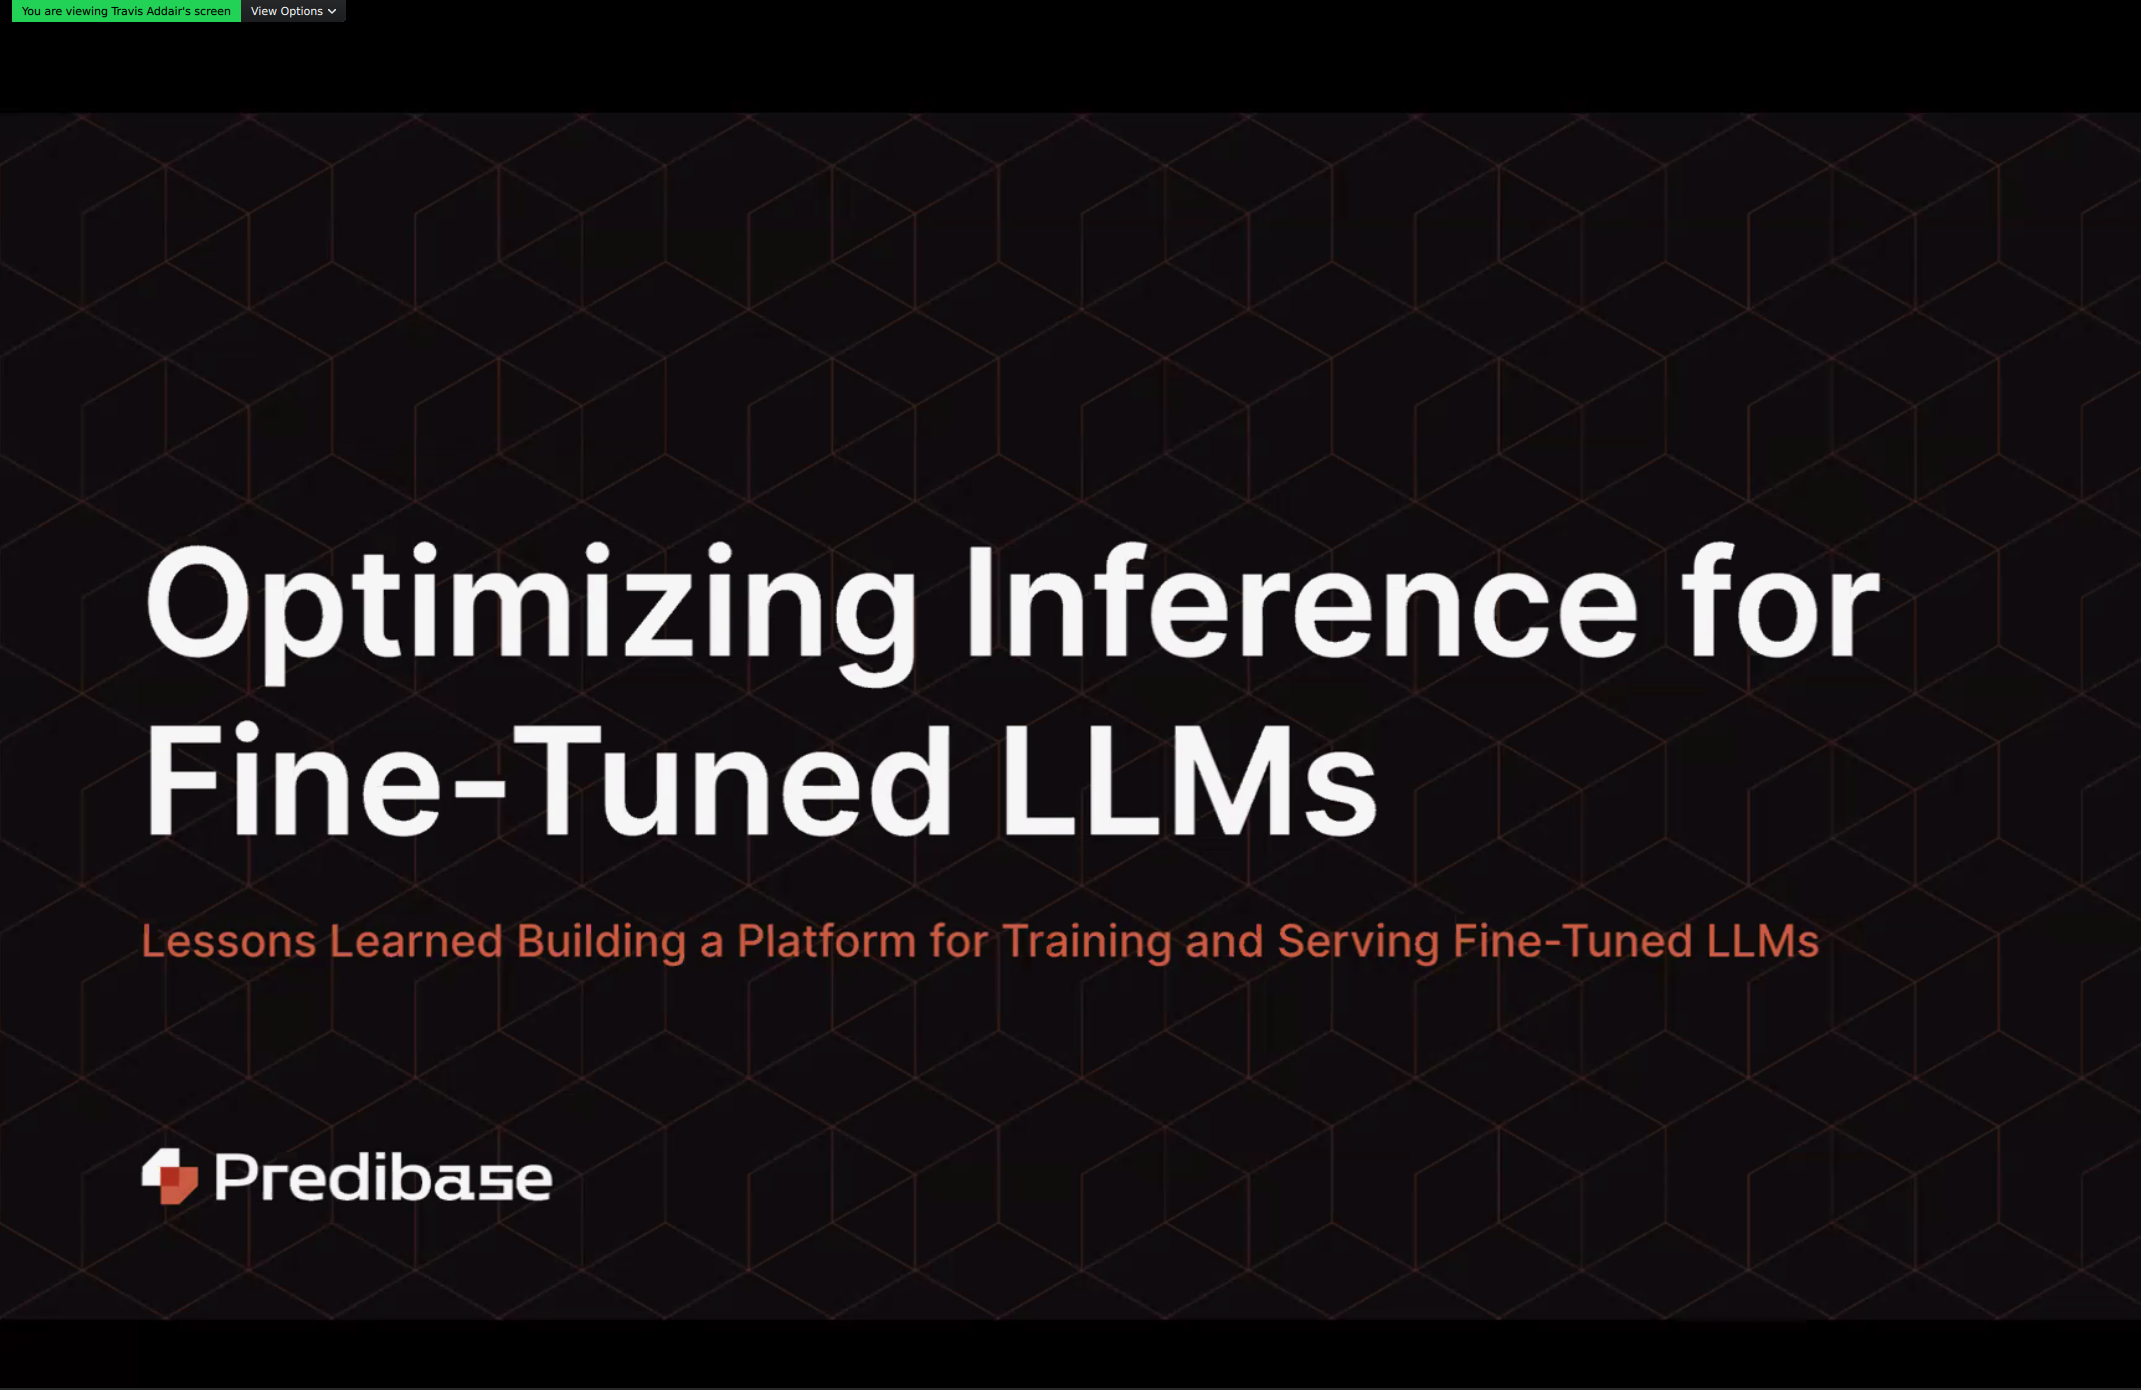 You are viewing Travis Addair's screen View Options
Optimizing Inference for
Fine-Tuned LLMs
Lessons Learned Building a Platform for Training and Serving Fine-Tuned LLMs
Predibase